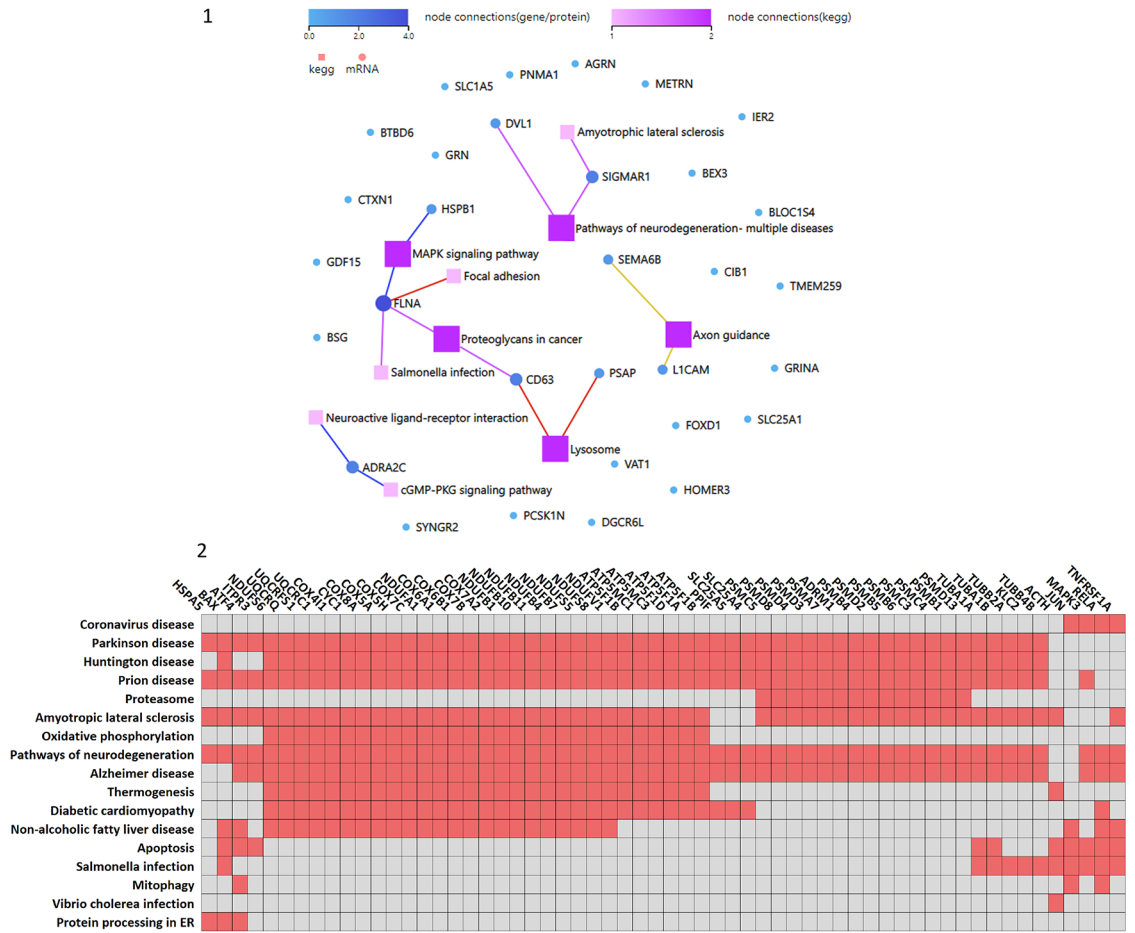 1
node connections(gene/protein)
0.0 2.0 4.0
node connections(kegg)
1 2
kegg mRNA
AGRN
PNMA1
METRN
SLC1A5
IER2
DVL1
BTBD6
Amyotrophic lateral sclerosis
GRN
BEX3
SIGMAR1
CTXN1
HSPB1
BLOC1S4
Pathways of neurodegeneration- multiple diseases
MAPK signaling pathway
SEMA6B
GDF15
CIB1
Focal adhesion
TMEM259
FLNA
Axon guidance
BSG
Proteoglycans in cancer
GRINA
L1CAM
Salmonella infection
PSAP
CD63
Neuroactive ligand-receptor interaction
SLC25A1
FOXD1
Lysosome
VAT1
ADRA2C
cGMP-PKG signaling pathway
HOMER3
PCSK1N
DGCR6L
SYNGR2
2
HSPA5
BAX
ATF4
ITPR3
NDUFS6
UQCRQ
UQCRFS1
UQCRC1
COX4I1
CYC1
COX8A
COX5A
COX5H
COX7C
NDUFA1
COX6A1
COX6B1
COX7B
COX7A2
NDUFB1
NDUFB10
NDUFB11
NDUFB4
NDUFB7
NDUFS5
NDUFS8
NDUFV1
ATP5MC1
ATP5MC3
ATP5F1D
ATP5F1A
ATP5F1B
PPIF
SLC25A5
SLC25A4
PSMC5
PSMD8
PSMD4
PSMD3
PSMA7
ADRM1
PSMB4
PSMD2
PSMB5
PSMB6
PSMC3
PSMC4
PSMB1
PSMD13
TUBA1A
TUBA1B
TUBB2A
KLC2
TUBB4B
ACTH
JUN
MAPK3
RELA
TNFRSF1A
Coronavirus disease
Parkinson disease
Huntington disease
Prion disease
Proteasome
Amyotropic lateral sclerosis
Oxidative phosphorylation
Pathways of neurodegeneration
Alzheimer disease
Thermogenesis
Diabetic cardiomyopathy
Non-alcoholic fatty liver disease
Apoptosis
Salmonella infection
Mitophagy
Vibrio cholerea infection
Protein processing in ER